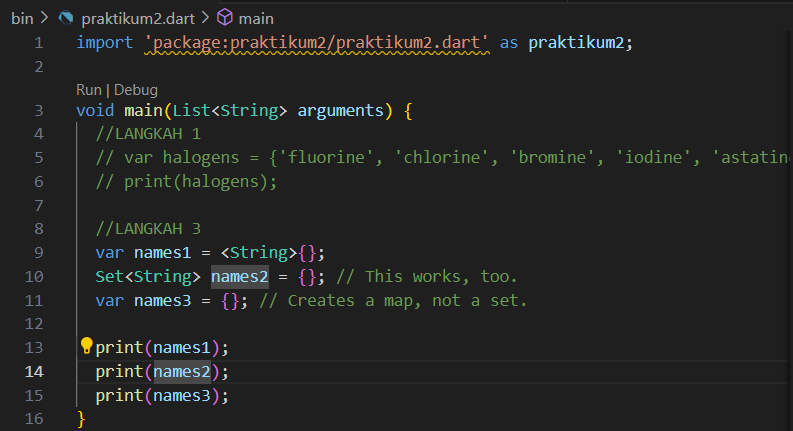 bin > praktikum2.dart > main
1 import 'package:praktikum2/praktikum2.dart' as praktikum2;
2
Run | Debug
3 void main(List<String> arguments) {
4 //LANGKAH 1
5 // var halogens = {'fluorine', 'chlorine', 'bromine', 'iodine', 'astatin
6 // print(halogens);
7
8 //LANGKAH 3
9 var names1 = <String>{};
10 Set<String> names2 = {}; // This works, too.
11 var names3 = {}; // Creates a map, not a set.
12
13 print(names1);
14 print(names2);
15 print(names3);
16 }